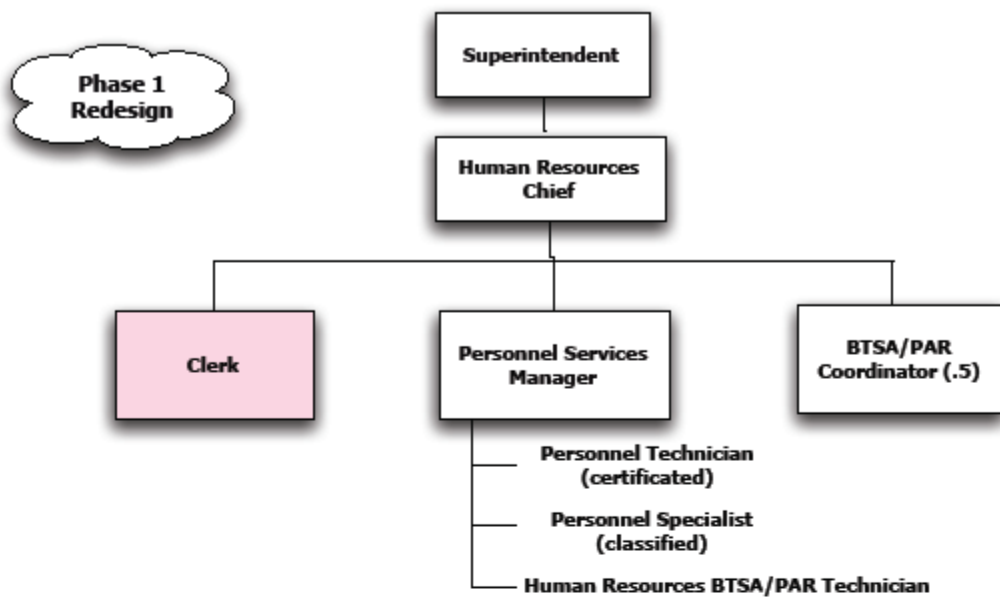 Phase 1
Redesign
Superintendent
Human Resources
Chief
Clerk
Personnel Services
Manager
BTSA/PAR
Coordinator (.5)
Personnel Technician
(certificated)
Personnel Specialist
(classified)
Human Resources BTSA/PAR Technician